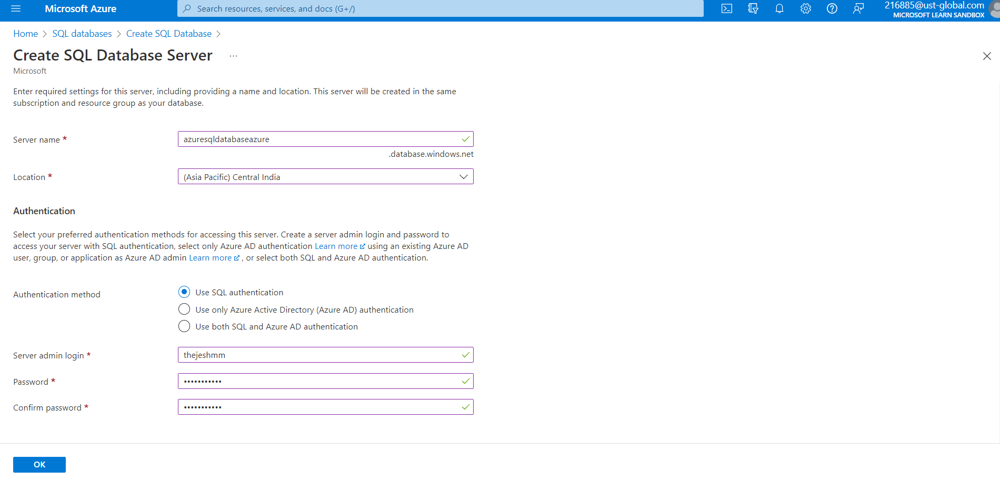 Microsoft Azure
Search resources, services, and docs (G+/)
216885@ust-global.com
MICROSOFT LEARN SANDBOX
Home > SQL databases > Create SQL Database >
Create SQL Database Server ...
Microsoft
Enter required settings for this server, including providing a name and location. This server will be created in the same
subscription and resource group as your database.
Server name *
azuresqldatabaseazure
.database.windows.net
Location *
(Asia Pacific) Central India
Authentication
Select your preferred authentication methods for accessing this server. Create a server admin login and password to
access your server with SQL authentication, select only Azure AD authentication Learn more using an existing Azure AD
user, group, or application as Azure AD admin Learn more , or select both SQL and Azure AD authentication.
Authentication method
Use SQL authentication
Use only Azure Active Directory (Azure AD) authentication
Use both SQL and Azure AD authentication
Server admin login *
thejeshmm
Password *
•••••••••••
Confirm password *
•••••••••••
OK